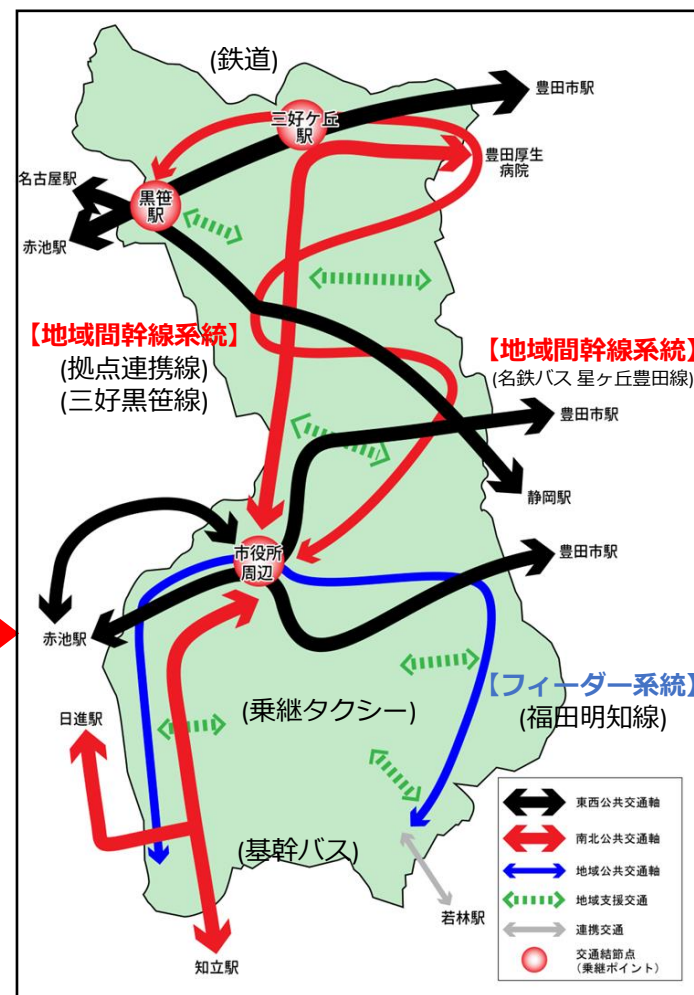 (鉄道)
豊田市駅
三好ケ丘
駅
豊田厚生
病院
名古屋駅
黒笹
駅
赤池駅
【地域間幹線系統】
(拠点連携線)
(三好黒笹線)
【地域間幹線系統】
(名鉄バス 星ヶ丘豊田線)
豊田市駅
静岡駅
市役所
周辺
豊田市駅
赤池駅
【フィーダー系統】
(福田明知線)
日進駅
(乗継タクシー)
(基幹バス)
若林駅
知立駅
東西公共交通軸
南北公共交通軸
地域公共交通軸
地域支援交通
連携交通
交通結節点
(乗継ポイント)